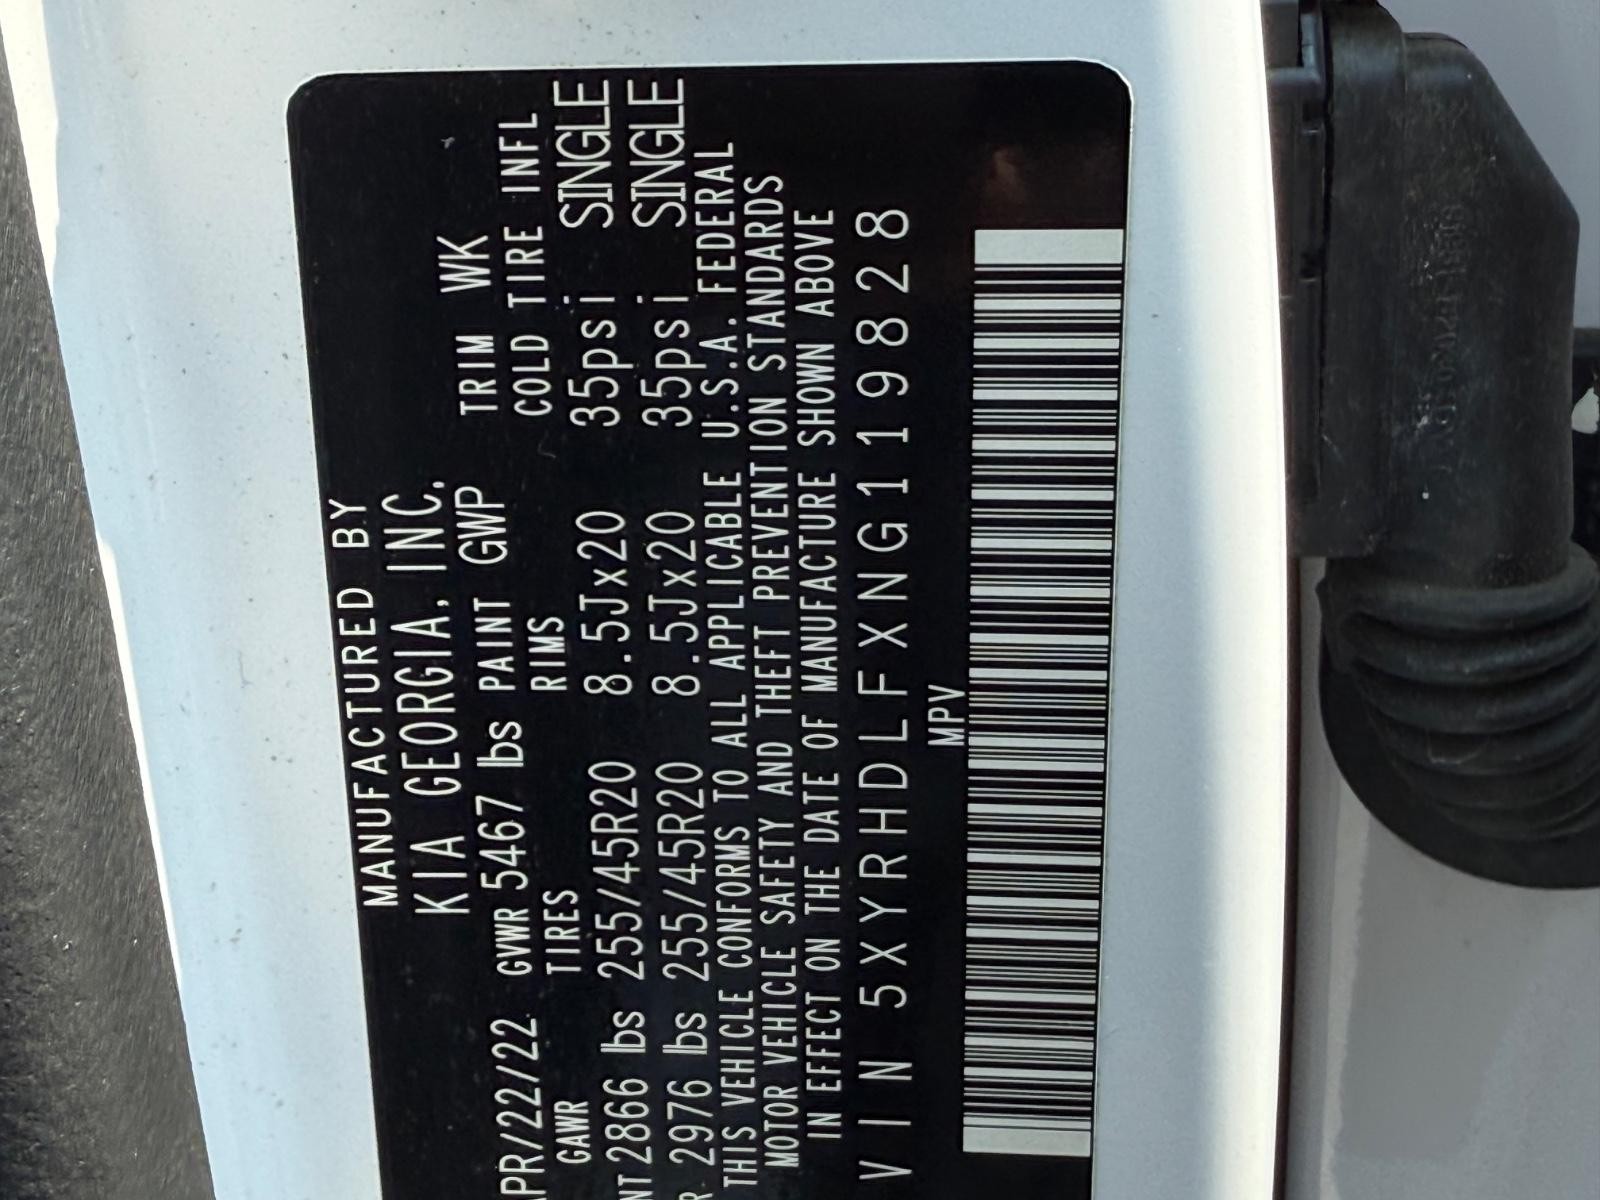 MANUFACTURED BY
KIA GEORGIA, INC.
APR/22/22 GVWR 5467 lbs PAINT GWP TRIM WK
GAWR TIRES RIMS COLD TIRE INFL
NT 2866 lbs 255/45R20 8.5Jx20 35psi SINGLE
R 2976 lbs 255/45R20 8.5Jx20 35psi SINGLE
THIS VEHICLE CONFORMS TO ALL APPLICABLE U.S.A. FEDERAL
MOTOR VEHICLE SAFETY AND THEFT PREVENTION STANDARDS
IN EFFECT ON THE DATE OF MANUFACTURE SHOWN ABOVE
VIN 5XYRHDLFXNG119828
MPV